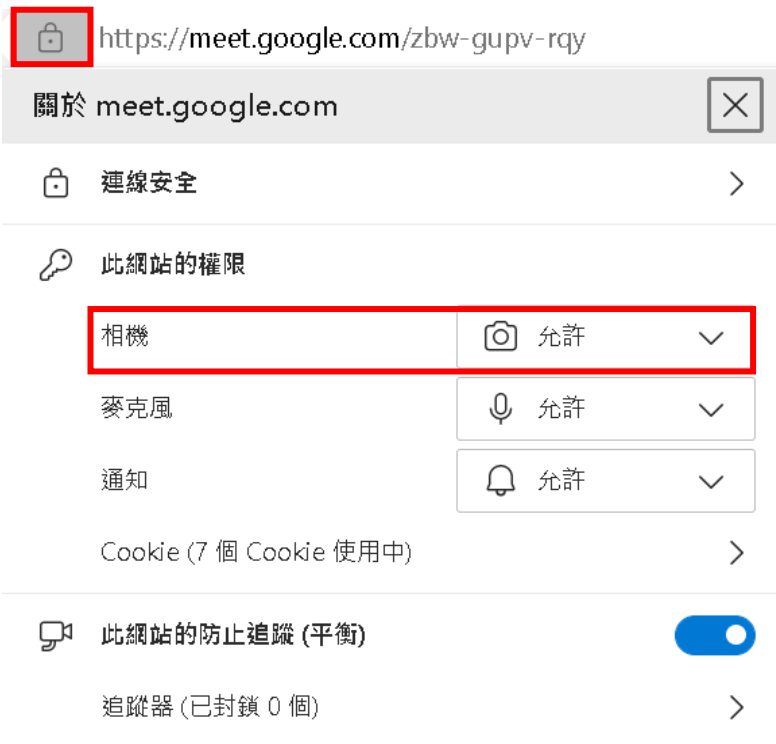 https://meet.google.com/zbw-gupv-rqy
關於 meet.google.com
連線安全
此網站的權限
相機 允許
麥克風 允許
通知 允許
Cookie (7 個 Cookie 使用中)
此網站的防止追蹤 (平衡)
追蹤器 (已封鎖 0 個)